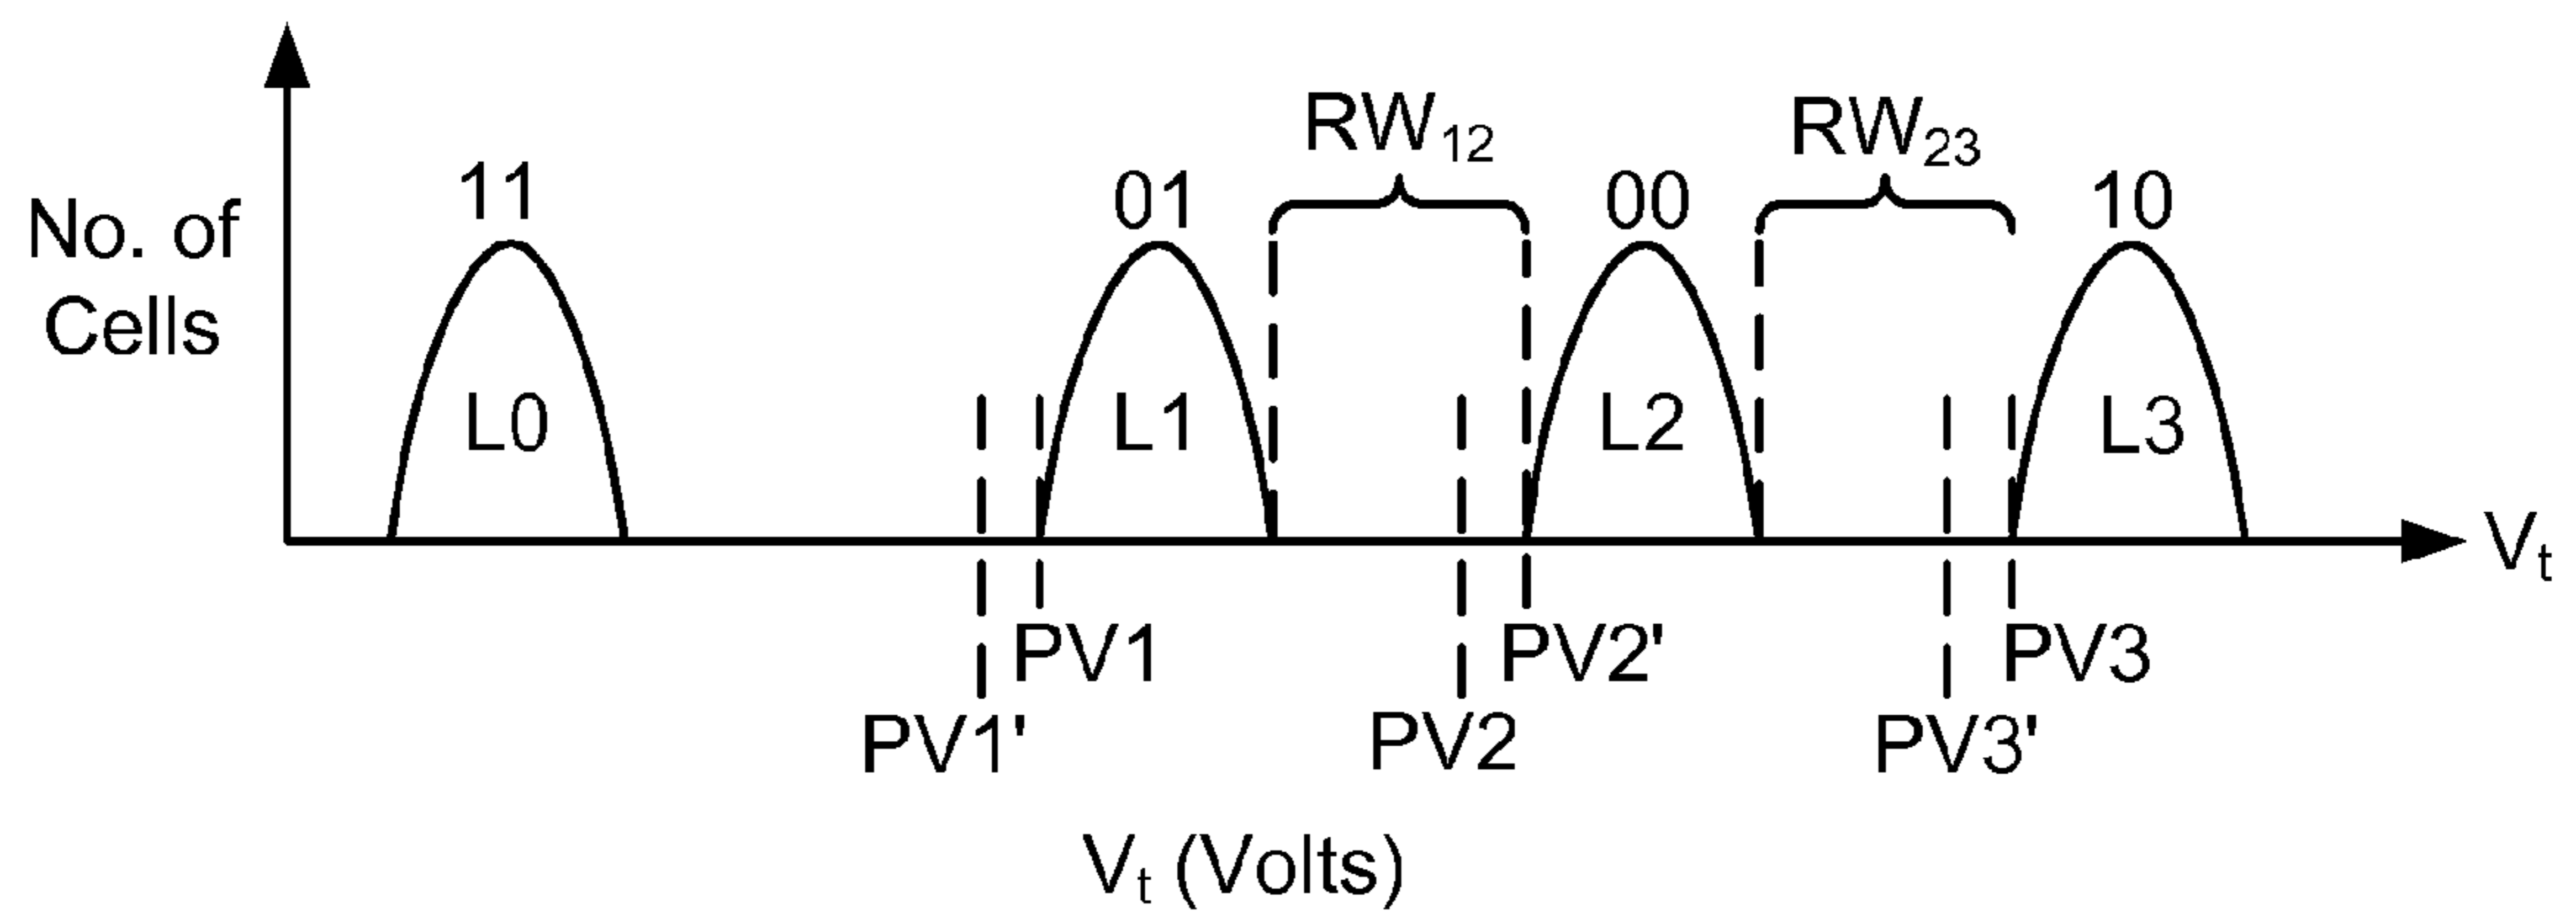 RW₁₂ RW₂₃
11 01 00 10
No. of
Cells
L0 L1 L2 L3
Vₜ
PV1 PV2' PV3
PV1' PV2 PV3'
Vₜ (Volts)